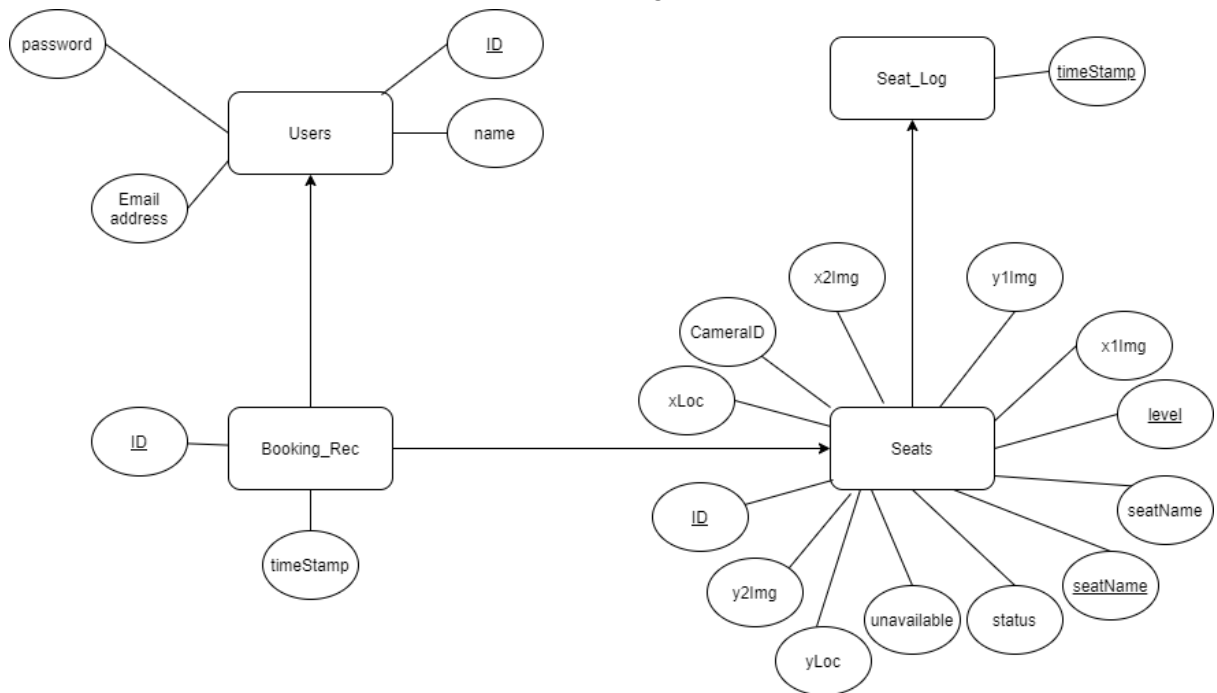 password
ID
Users
name
Email
address
Seat_Log
timeStamp
x2Img
y1Img
CameraID
x1Img
xLoc
level
ID
Booking_Rec
Seats
seatName
ID
timeStamp
y2Img
seatName
unavailable
status
yLoc